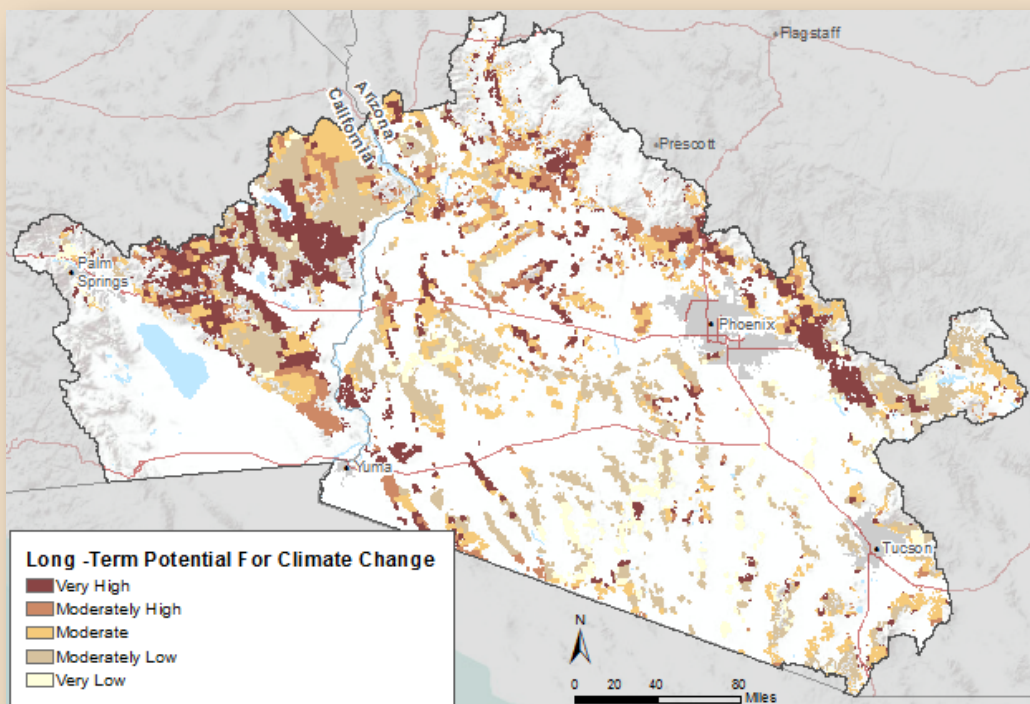 Flagstaff
Arizona
California
Prescott
Palm
Springs
Phoenix
Yuma
Tucson
Long -Term Potential For Climate Change
Very High
Moderately High
Moderate
Moderately Low
Very Low
N
0 20 40 80
Miles